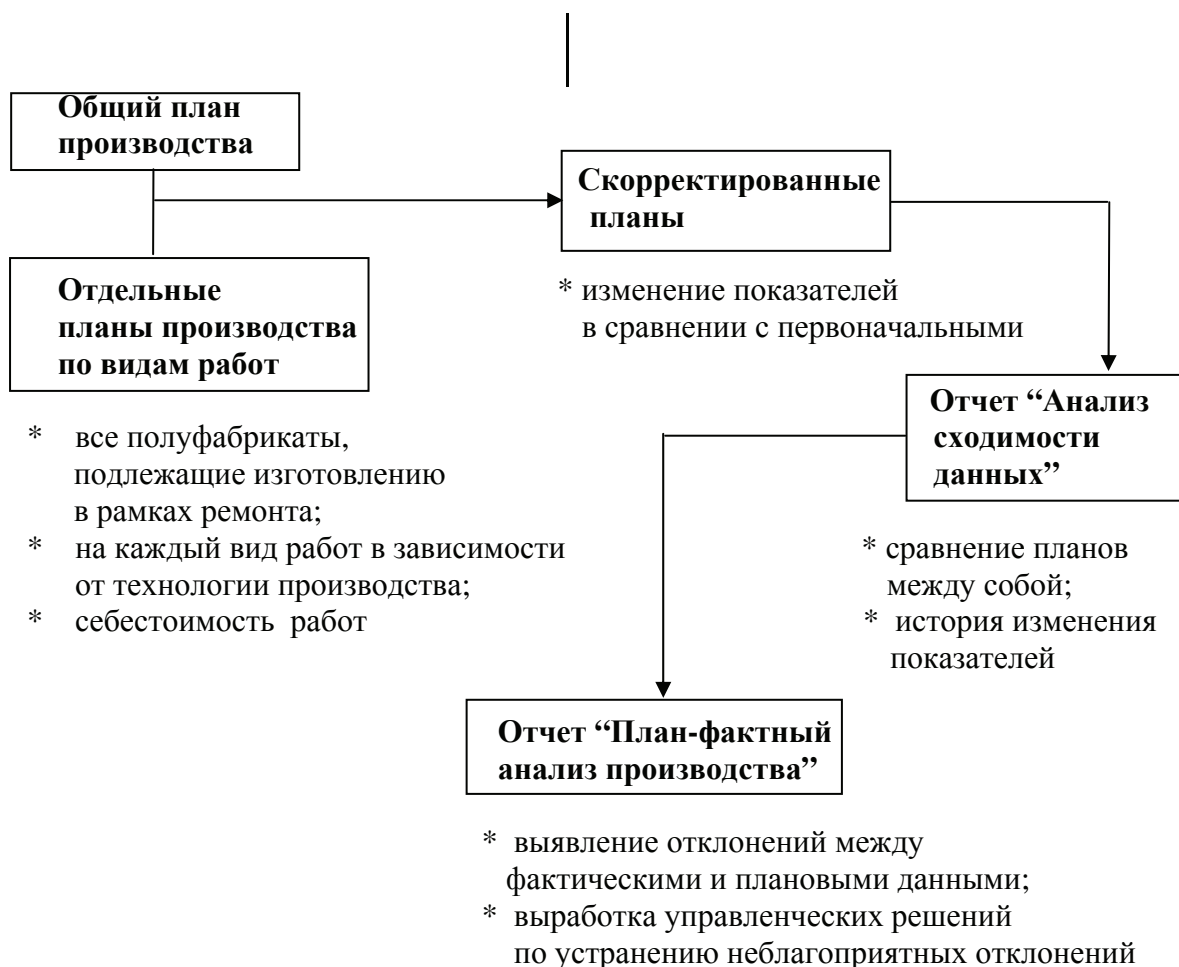 Общий план
производства
Скорректированные
планы
Отдельные
планы производства
по видам работ
* изменение показателей
в сравнении с первоначальными
Отчет “Анализ
сходимости
данных”
* все полуфабрикаты,
подлежащие изготовлению
в рамках ремонта;
* на каждый вид работ в зависимости
от технологии производства;
* себестоимость работ
* сравнение планов
между собой;
* история изменения
показателей
Отчет “План-фактный
анализ производства”
* выявление отклонений между
фактическими и плановыми данными;
* выработка управленческих решений
по устранению неблагоприятных отклонений